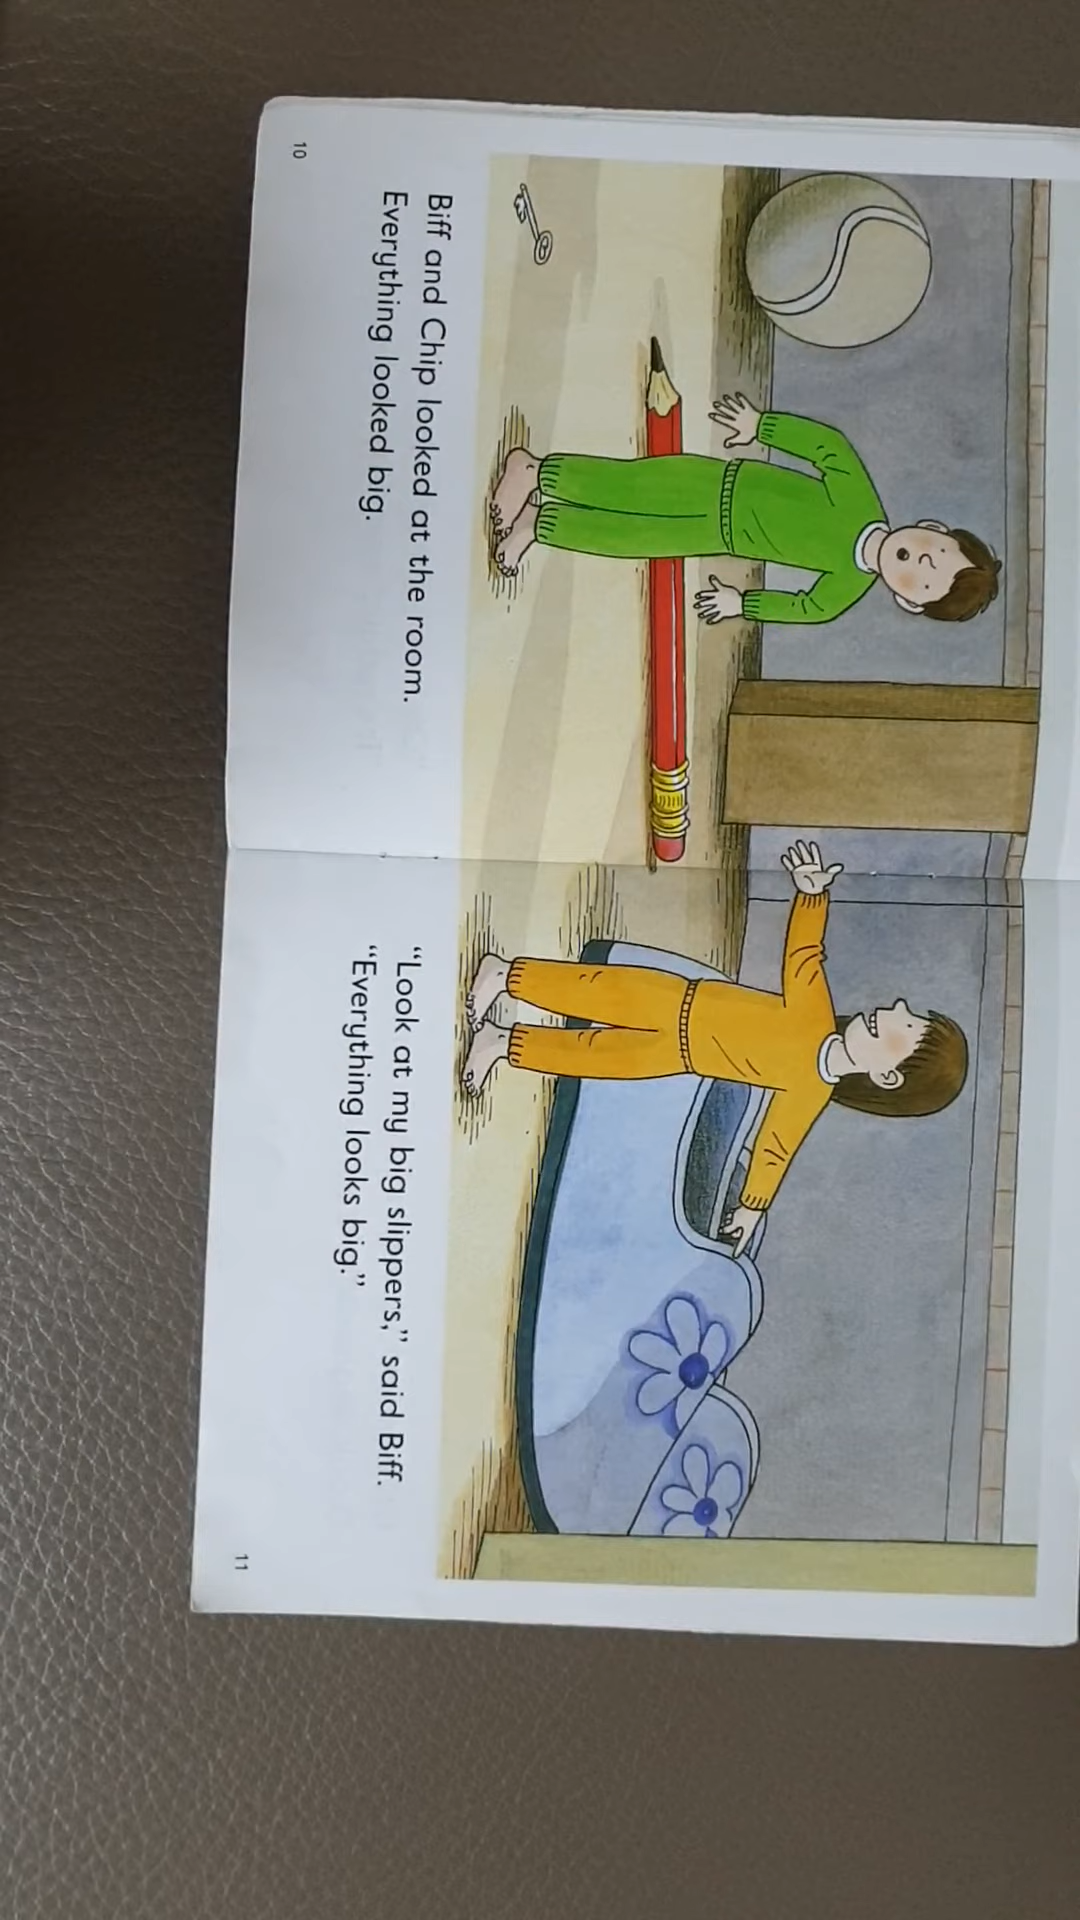 Biff and Chip looked at the room.
Everything looked big.
10
“Look at my big slippers,” said Biff.
“Everything looks big.”
11